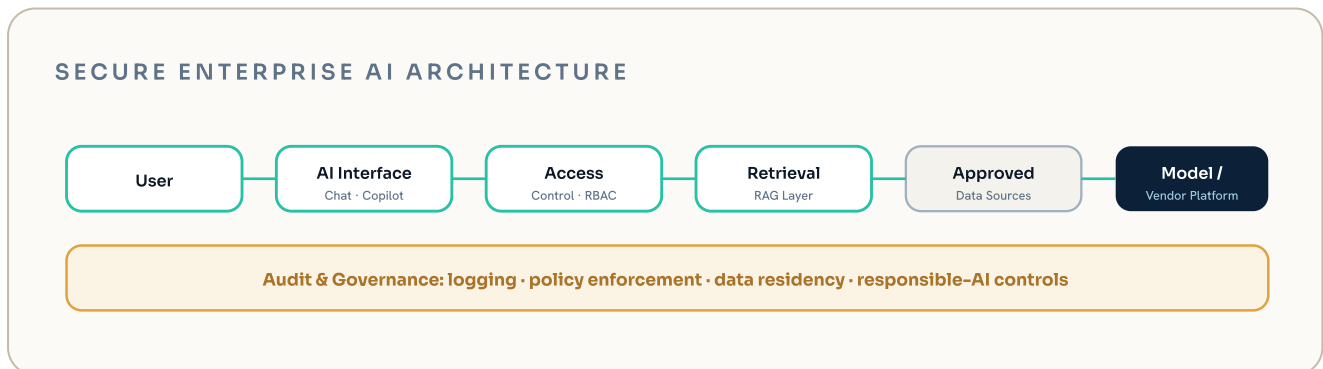 SECURE ENTERPRISE AI ARCHITECTURE
User
AI Interface
Chat · Copilot
Access
Control · RBAC
Retrieval
RAG Layer
Approved
Data Sources
Model /
Vendor Platform
Audit & Governance: logging · policy enforcement · data residency · responsible-AI controls